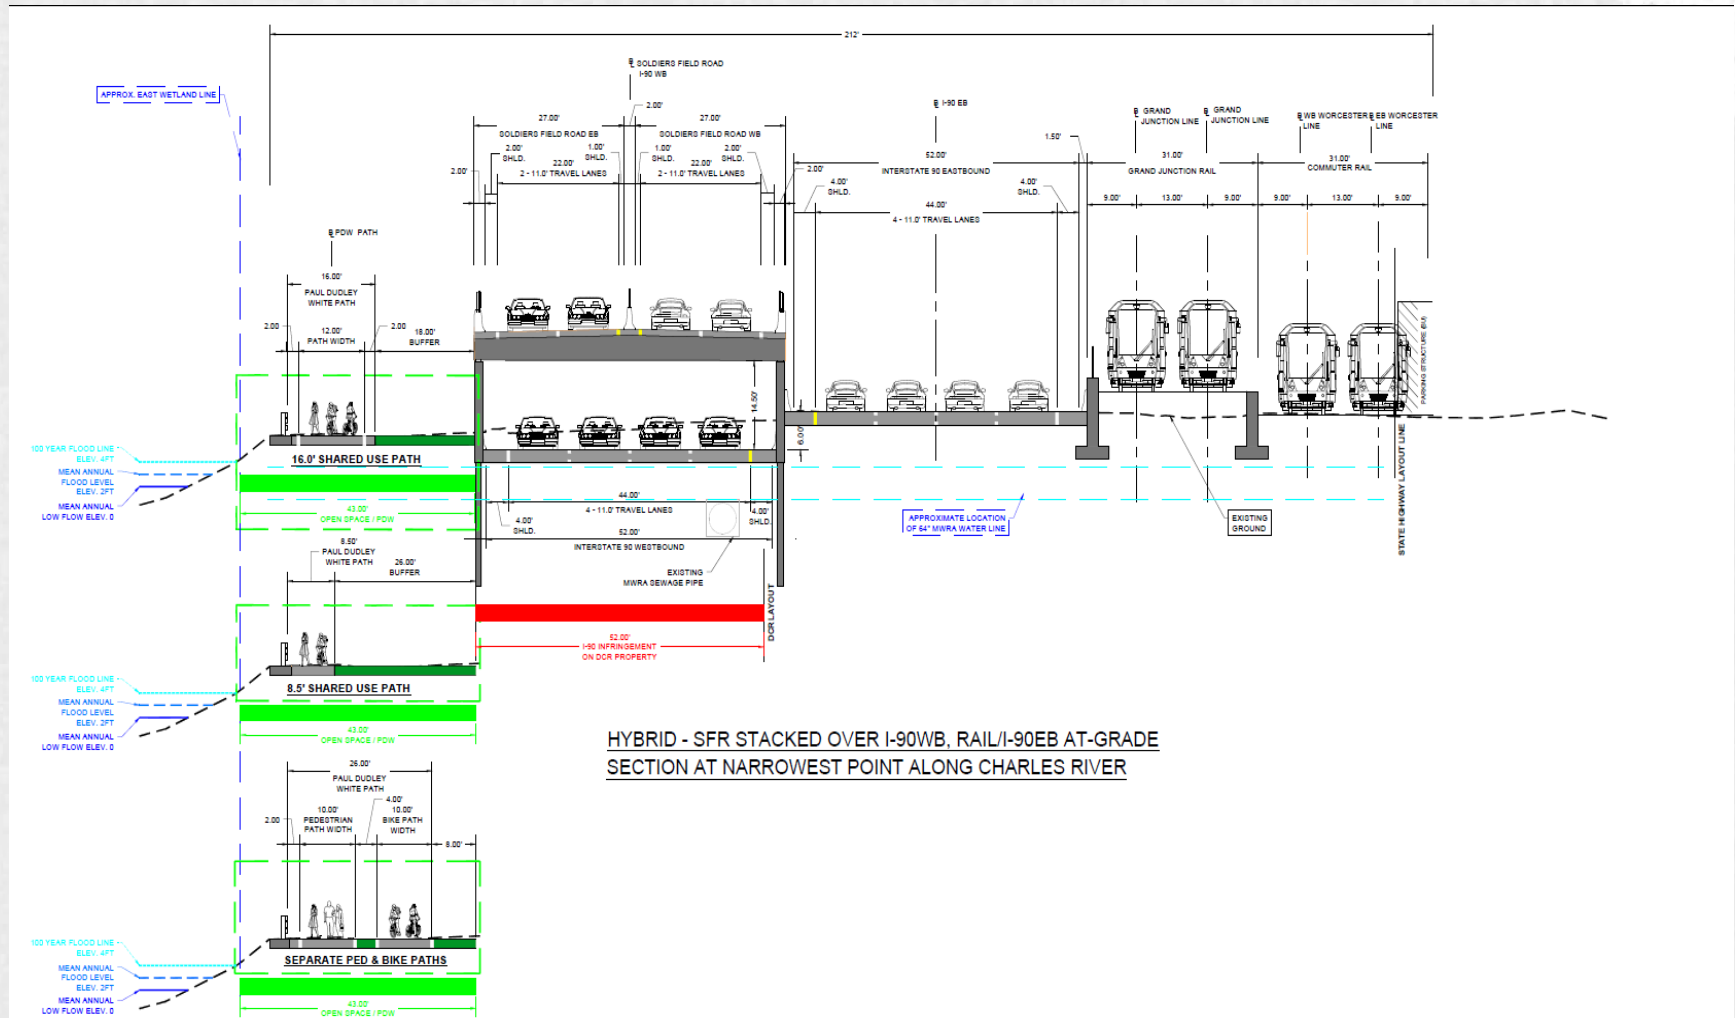 212'
℄ SOLDIERS FIELD ROAD
I-90 WB
APPROX. EAST WETLAND LINE
2.00'
27.00'
27.00'
SOLDIERS FIELD ROAD EB
SOLDIERS FIELD ROAD WB
2.00'
SHLD.
1.00'
SHLD.
1.00'
SHLD.
2.00'
SHLD.
22.00'
22.00'
2 - 11.0' TRAVEL LANES
2 - 11.0' TRAVEL LANES
2.00'
2.00'
℄ I-90 EB
52.00'
INTERSTATE 90 EASTBOUND
1.50'
4.00'
SHLD.
4.00'
SHLD.
44.00'
4 - 11.0' TRAVEL LANES
℄ GRAND
JUNCTION LINE
℄ GRAND
JUNCTION LINE
℄ WB WORCESTER
LINE
℄ EB WORCESTER
LINE
31.00'
GRAND JUNCTION RAIL
31.00'
COMMUTER RAIL
9.00'
13.00'
9.00'
9.00'
13.00'
9.00'
℄ PDW PATH
16.00'
PAUL DUDLEY
WHITE PATH
2.00
12.00'
PATH WIDTH
2.00
18.00'
BUFFER
14.50'
6.00'
PARKING STRUCTURE (BU)
16.0' SHARED USE PATH
100 YEAR FLOOD LINE
ELEV. 4FT
MEAN ANNUAL
FLOOD LEVEL
ELEV. 2FT
MEAN ANNUAL
LOW FLOW ELEV. 0
43.00'
OPEN SPACE / PDW
44.00'
4 - 11.0' TRAVEL LANES
4.00'
SHLD.
4.00'
SHLD.
52.00'
INTERSTATE 90 WESTBOUND
EXISTING
MWRA SEWAGE PIPE
APPROXIMATE LOCATION
OF 54" MWRA WATER LINE
EXISTING
GROUND
STATE HIGHWAY LAYOUT LINE
8.50'
PAUL DUDLEY
WHITE PATH
26.00'
BUFFER
DCR LAYOUT
52.00'
I-90 INFRINGEMENT
ON DCR PROPERTY
8.5' SHARED USE PATH
100 YEAR FLOOD LINE
ELEV. 4FT
MEAN ANNUAL
FLOOD LEVEL
ELEV. 2FT
MEAN ANNUAL
LOW FLOW ELEV. 0
43.00'
OPEN SPACE / PDW
HYBRID - SFR STACKED OVER I-90WB, RAIL/I-90EB AT-GRADE
SECTION AT NARROWEST POINT ALONG CHARLES RIVER
26.00'
PAUL DUDLEY
WHITE PATH
2.00
10.00'
PEDESTRIAN
PATH WIDTH
4.00'
10.00'
BIKE PATH
WIDTH
8.00'
SEPARATE PED & BIKE PATHS
100 YEAR FLOOD LINE
ELEV. 4FT
MEAN ANNUAL
FLOOD LEVEL
ELEV. 2FT
MEAN ANNUAL
LOW FLOW ELEV. 0
43.00'
OPEN SPACE / PDW